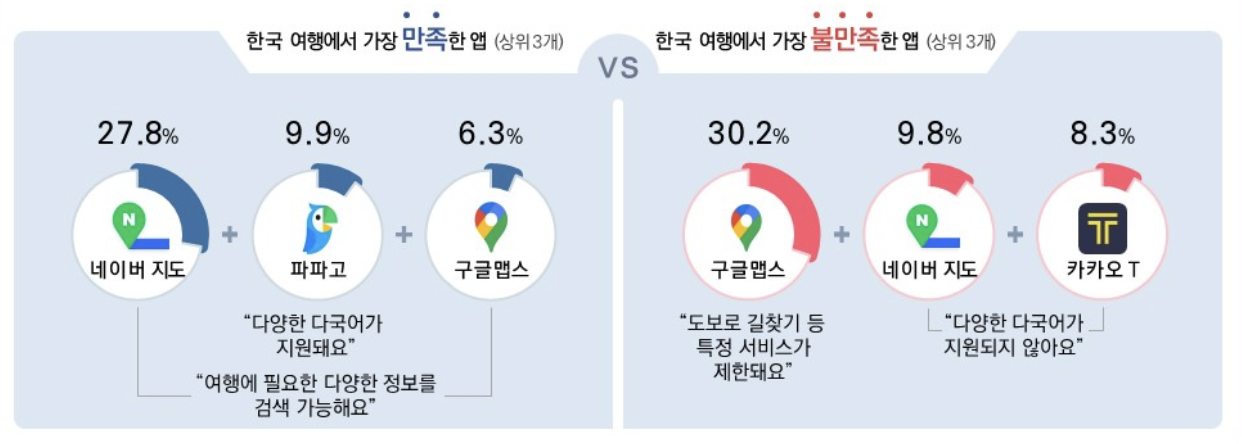 한국 여행에서 가장 만족한 앱 (상위 3개)
VS
한국 여행에서 가장 불만족한 앱 (상위 3개)
27.8%
9.9%
6.3%
N
네이버 지도
+
파파고
+
구글맵스
“다양한 다국어가
지원돼요”
“여행에 필요한 다양한 정보를
검색 가능해요”
30.2%
9.8%
8.3%
구글맵스
+
N
네이버 지도
+
T
카카오 T
“도보로 길찾기 등
특정 서비스가
제한돼요”
“다양한 다국어가
지원되지 않아요”